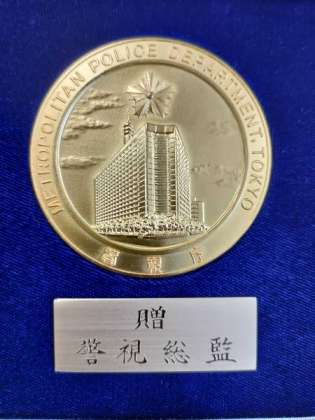 METROPOLITAN POLICE DEPARTMENT. TOKYO
警視庁
贈
警視総監